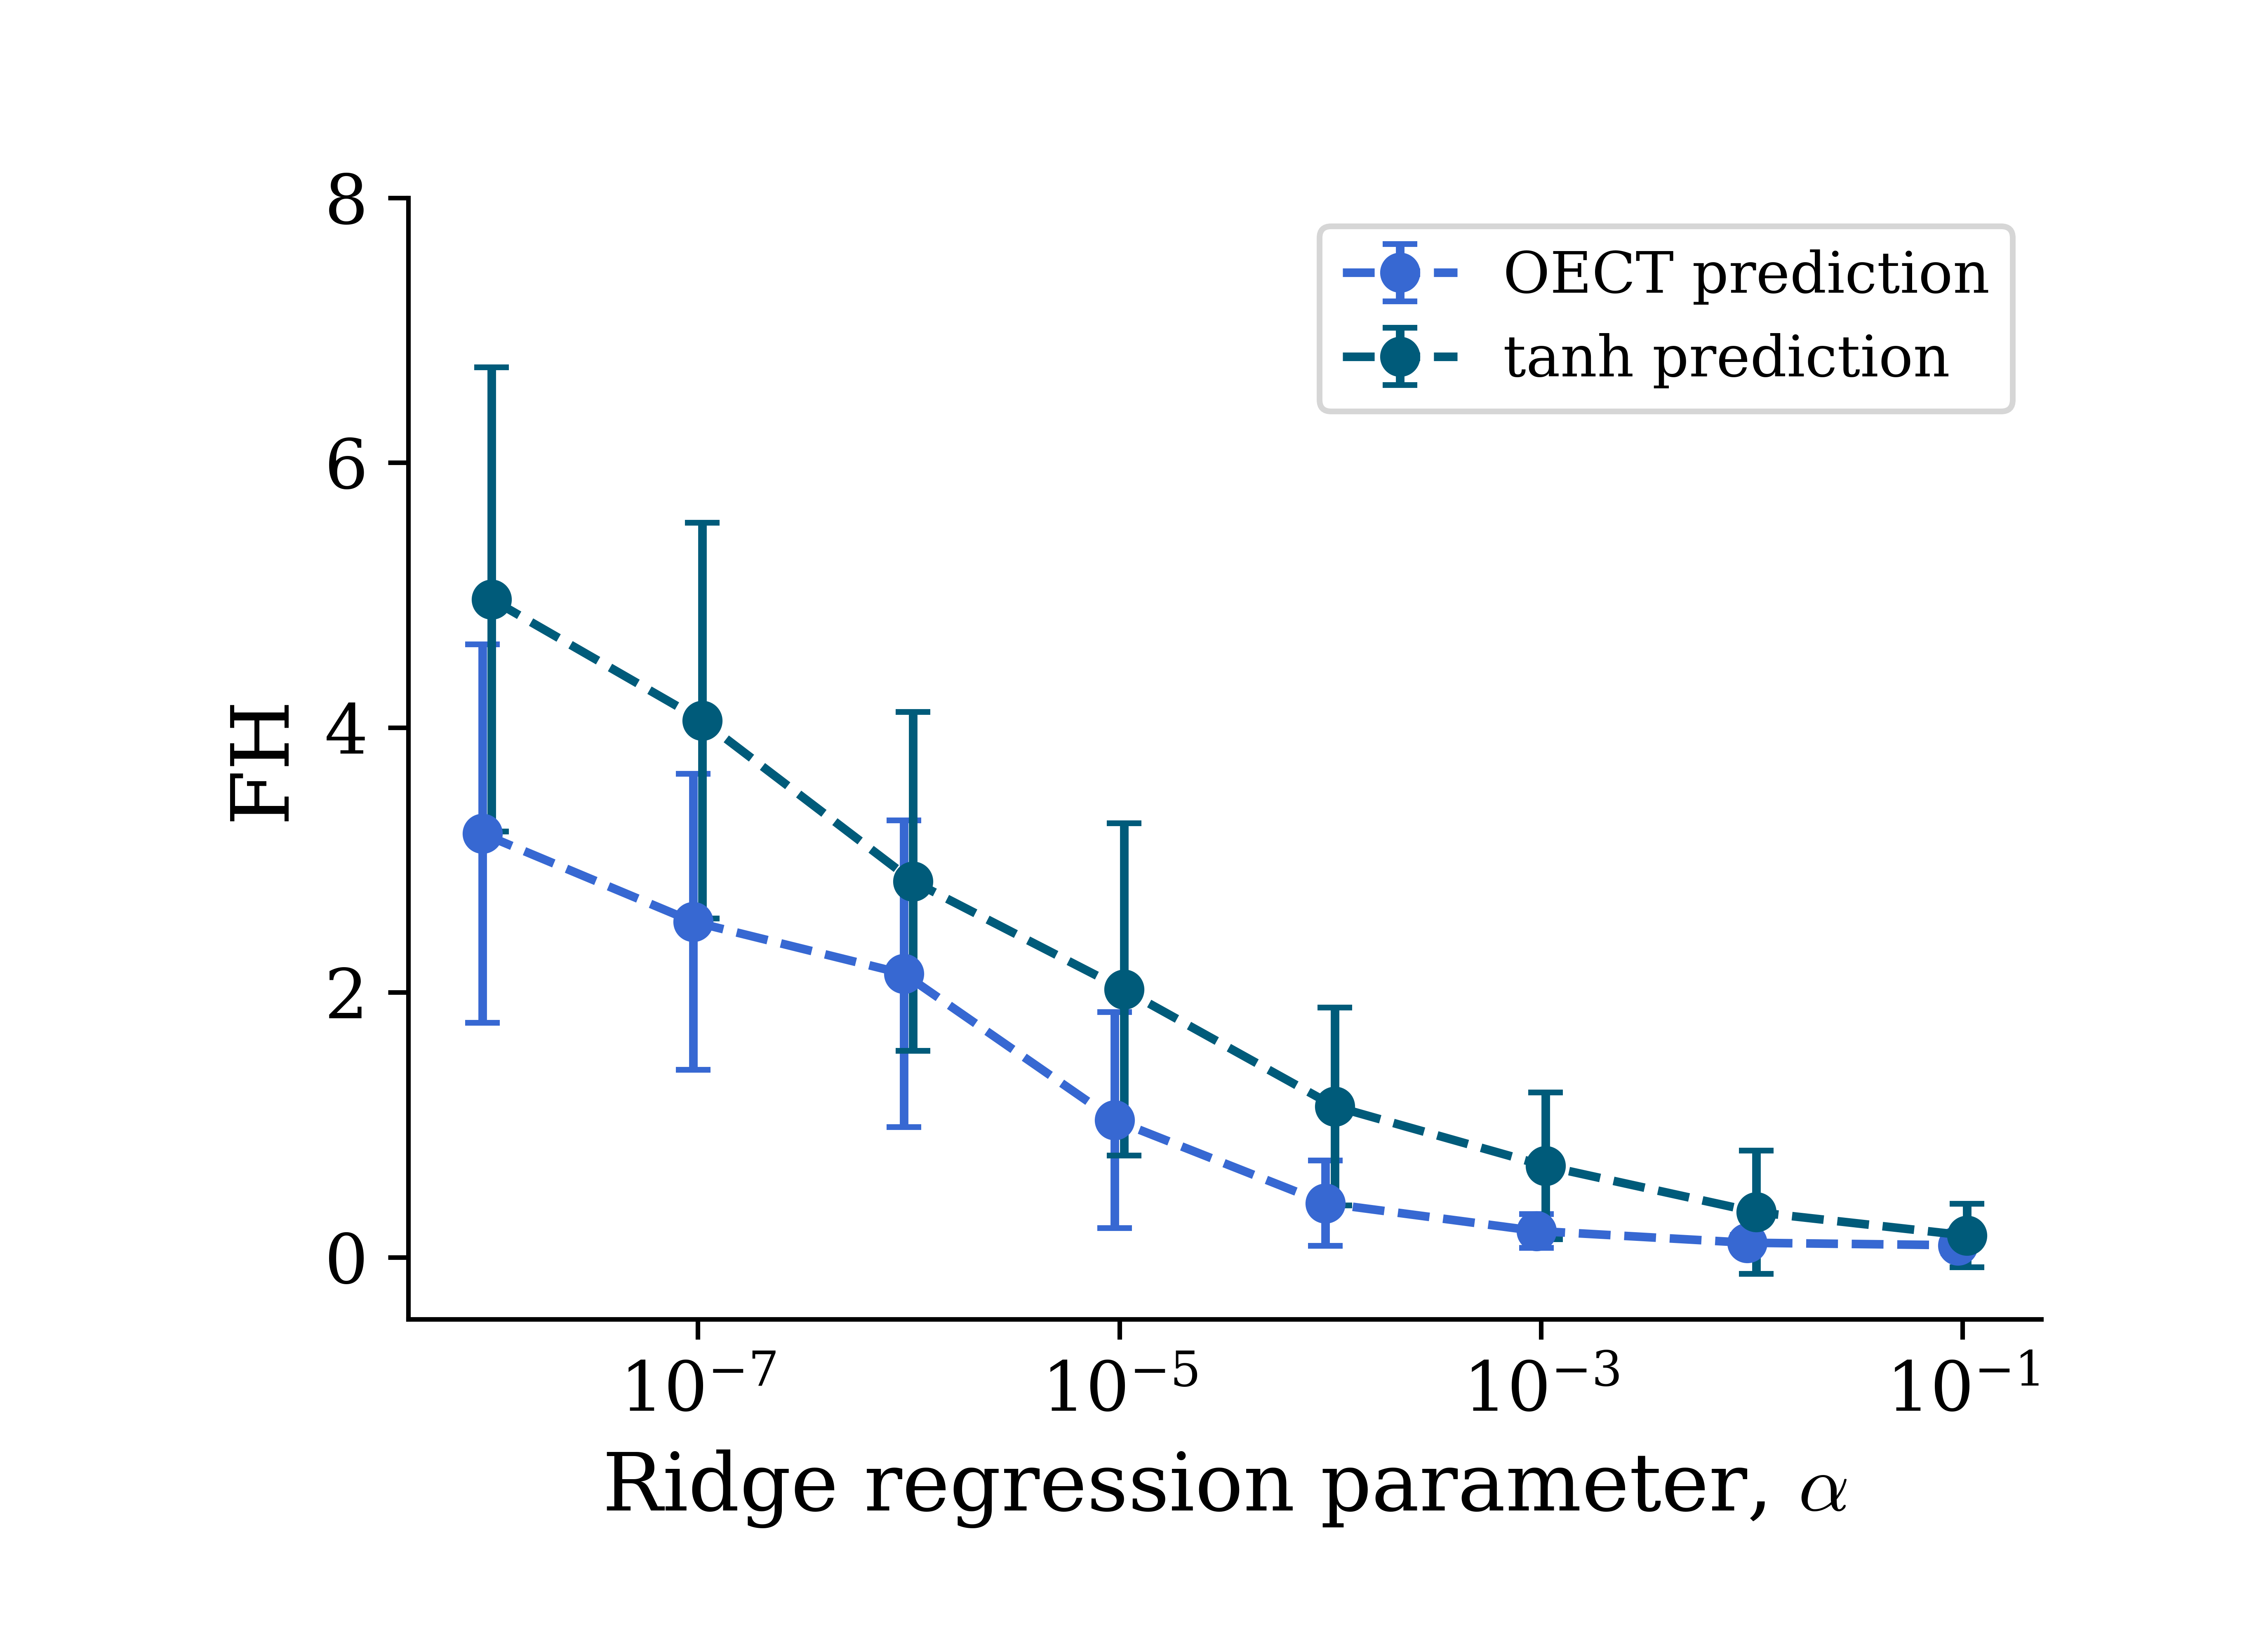 8
6
4
2
0
FH
OECT prediction
tanh prediction
10⁻⁷ 10⁻⁵ 10⁻³ 10⁻¹
Ridge regression parameter, α